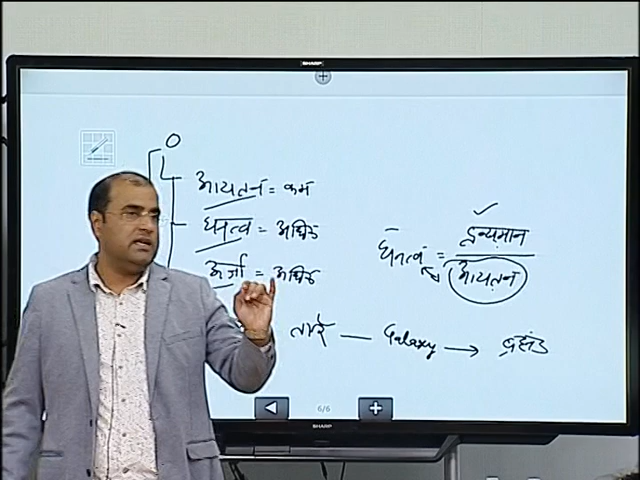 SHARP
आयतन = कम
घनत्व = अधिक
ऊर्जा = अधिक
घनत्व = द्रव्यमान / आयतन
तारे — Galaxy → ब्रह्मांड
6/6
SHARP